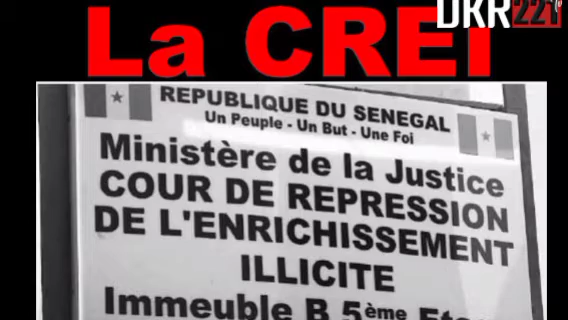 DKR221
La CREI
REPUBLIQUE DU SENEGAL
Un Peuple - Un But - Une Foi
Ministère de la Justice
COUR DE REPRESSION
DE L'ENRICHISSEMENT
ILLICITE
Immeuble B 5ème